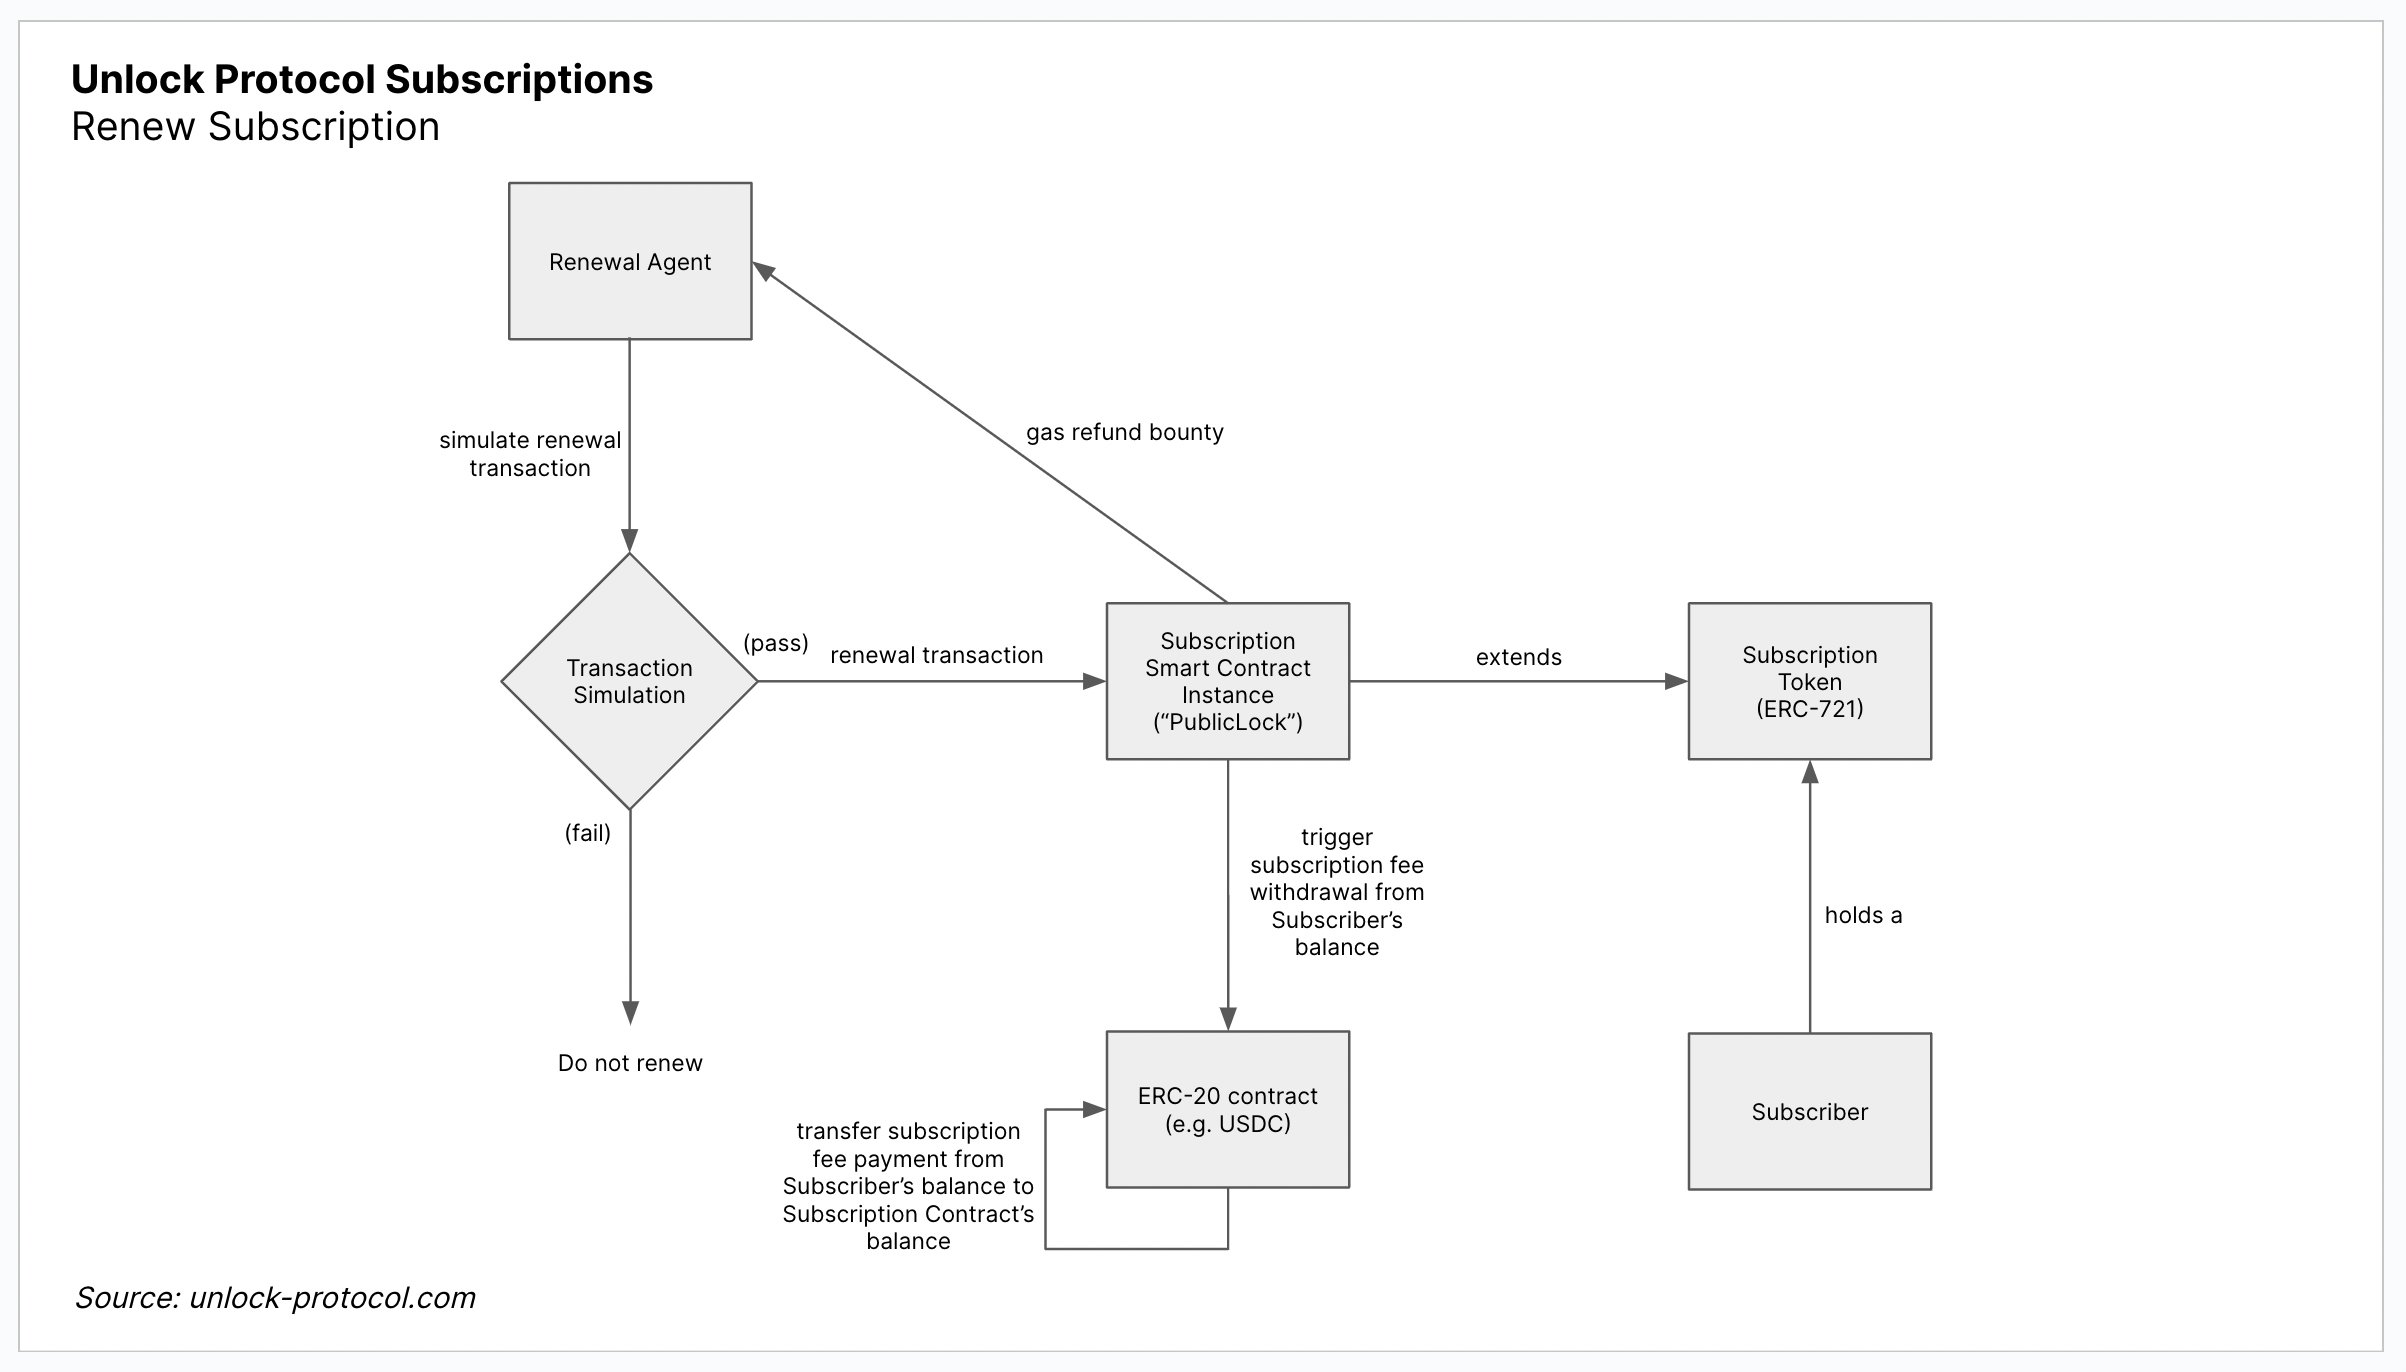 Unlock Protocol Subscriptions
Renew Subscription
Renewal Agent
simulate renewal
transaction
gas refund bounty
Transaction
Simulation
(pass)
renewal transaction
Subscription
Smart Contract
Instance
(“PublicLock”)
extends
Subscription
Token
(ERC-721)
(fail)
Do not renew
trigger
subscription fee
withdrawal from
Subscriber’s
balance
holds a
ERC-20 contract
(e.g. USDC)
Subscriber
transfer subscription
fee payment from
Subscriber’s balance to
Subscription Contract’s
balance
Source: unlock-protocol.com